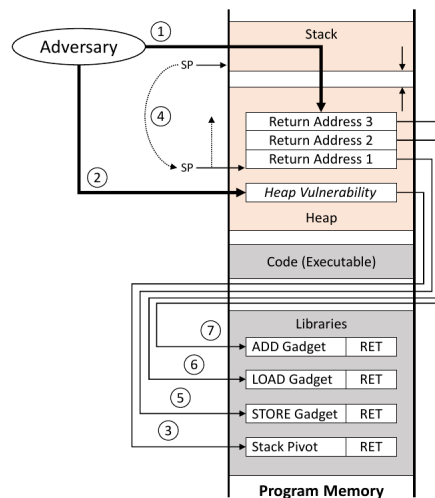 Stack
Adversary
1
SP
4
Return Address 3
Return Address 2
SP
Return Address 1
2
Heap Vulnerability
Heap
Code (Executable)
Libraries
7
ADD Gadget RET
6
LOAD Gadget RET
5
STORE Gadget RET
3
Stack Pivot RET
Program Memory